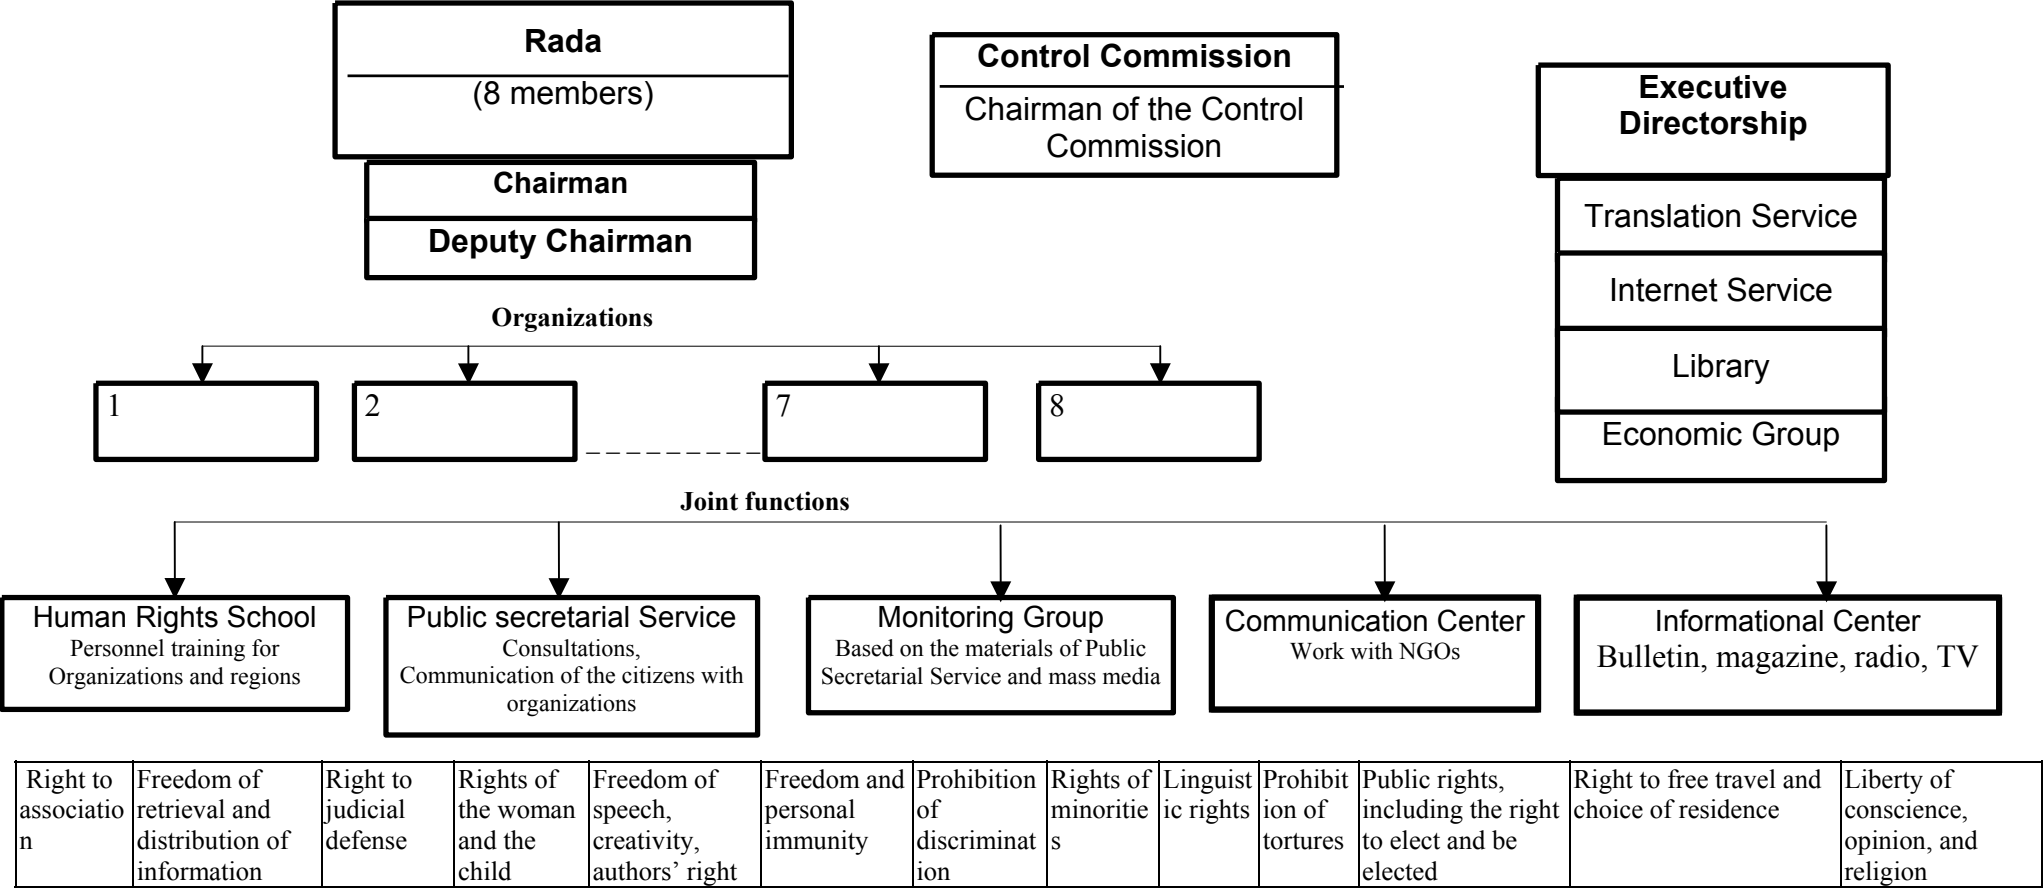 Rada
(8 members)
Chairman
Deputy Chairman
Control Commission
Chairman of the Control
Commission
Executive
Directorship
Translation Service
Internet Service
Library
Economic Group
Organizations
1
2
7
8
Joint functions
Human Rights School
Personnel training for
Organizations and regions
Public secretarial Service
Consultations,
Communication of the citizens with
organizations
Monitoring Group
Based on the materials of Public
Secretarial Service and mass media
Communication Center
Work with NGOs
Informational Center
Bulletin, magazine, radio, TV
Right to
associatio
n
Freedom of
retrieval and
distribution of
information
Right to
judicial
defense
Rights of
the woman
and the
child
Freedom of
speech,
creativity,
authors’ right
Freedom and
personal
immunity
Prohibition
of
discriminat
ion
Rights of
minoritie
s
Linguist
ic rights
Prohibit
ion of
tortures
Public rights,
including the right
to elect and be
elected
Right to free travel and
choice of residence
Liberty of
conscience,
opinion, and
religion